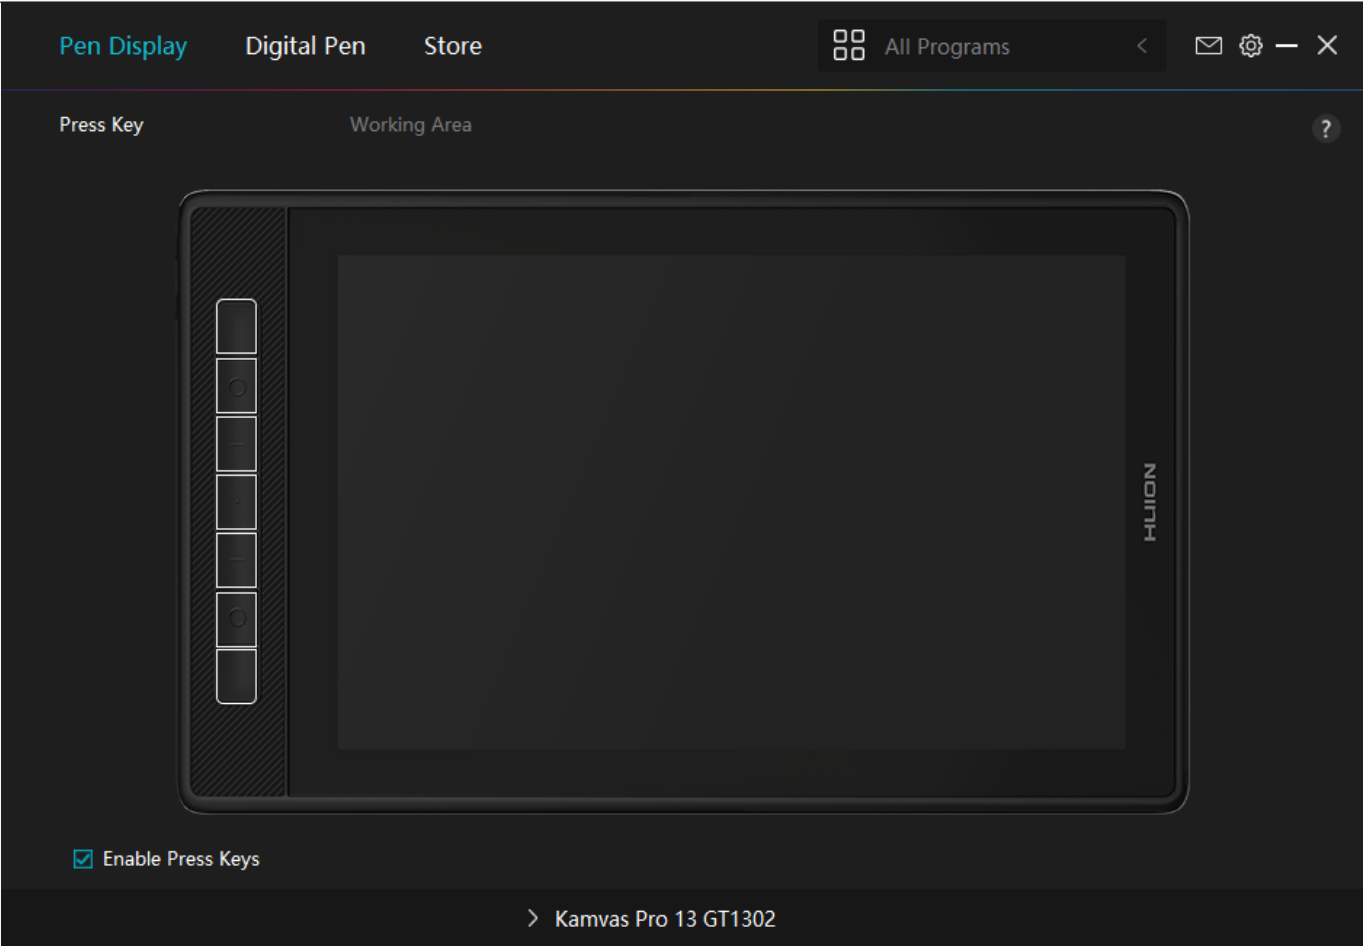 Pen Display Digital Pen Store All Programs
Press Key Working Area ?
HUION
Enable Press Keys
Kamvas Pro 13 GT1302